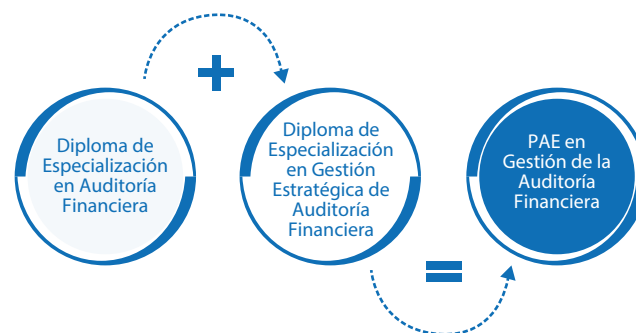 Diploma de
Especialización
en Auditoría
Financiera
+
Diploma de
Especialización
en Gestión
Estratégica de
Auditoría
Financiera
=
PAE en
Gestión de la
Auditoría
Financiera